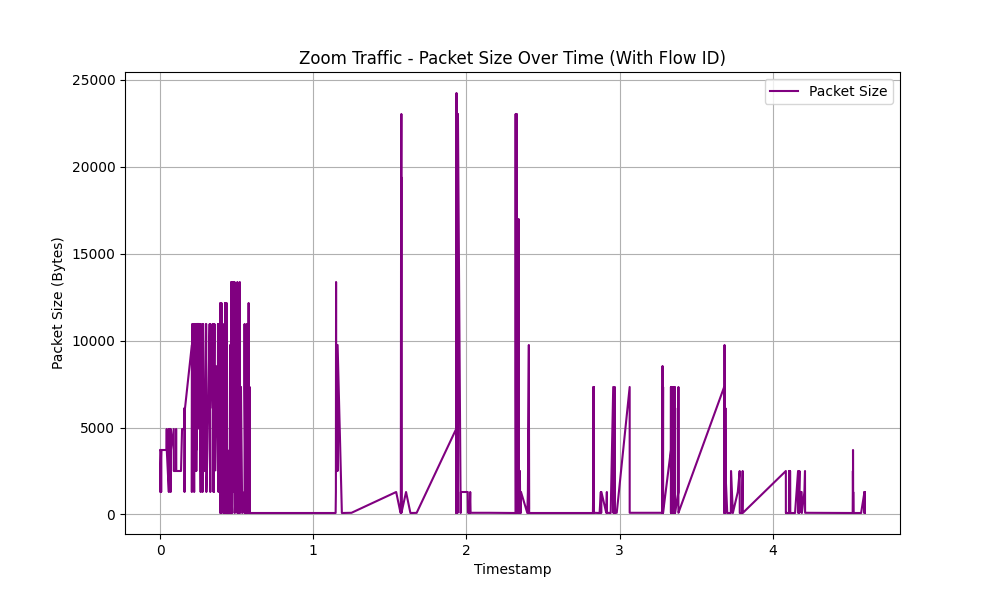 Zoom Traffic - Packet Size Over Time (With Flow ID)
Packet Size
25000
20000
15000
10000
5000
0
Packet Size (Bytes)
0 1 2 3 4
Timestamp